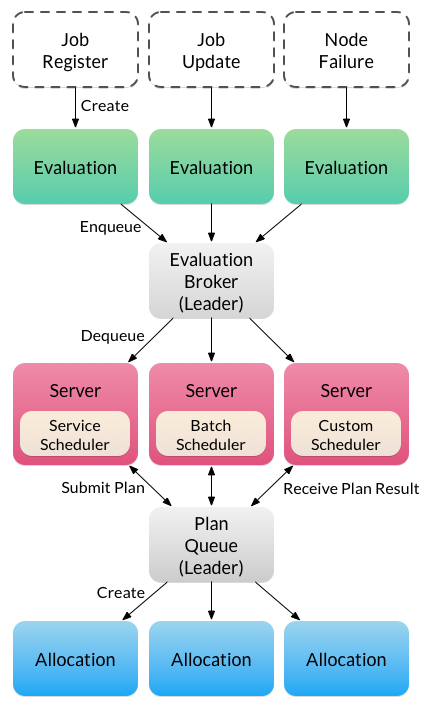 Job
Register
Job
Update
Node
Failure
Create
Evaluation
Evaluation
Evaluation
Enqueue
Evaluation
Broker
(Leader)
Dequeue
Server
Service
Scheduler
Server
Batch
Scheduler
Server
Custom
Scheduler
Submit Plan
Receive Plan Result
Plan
Queue
(Leader)
Create
Allocation
Allocation
Allocation